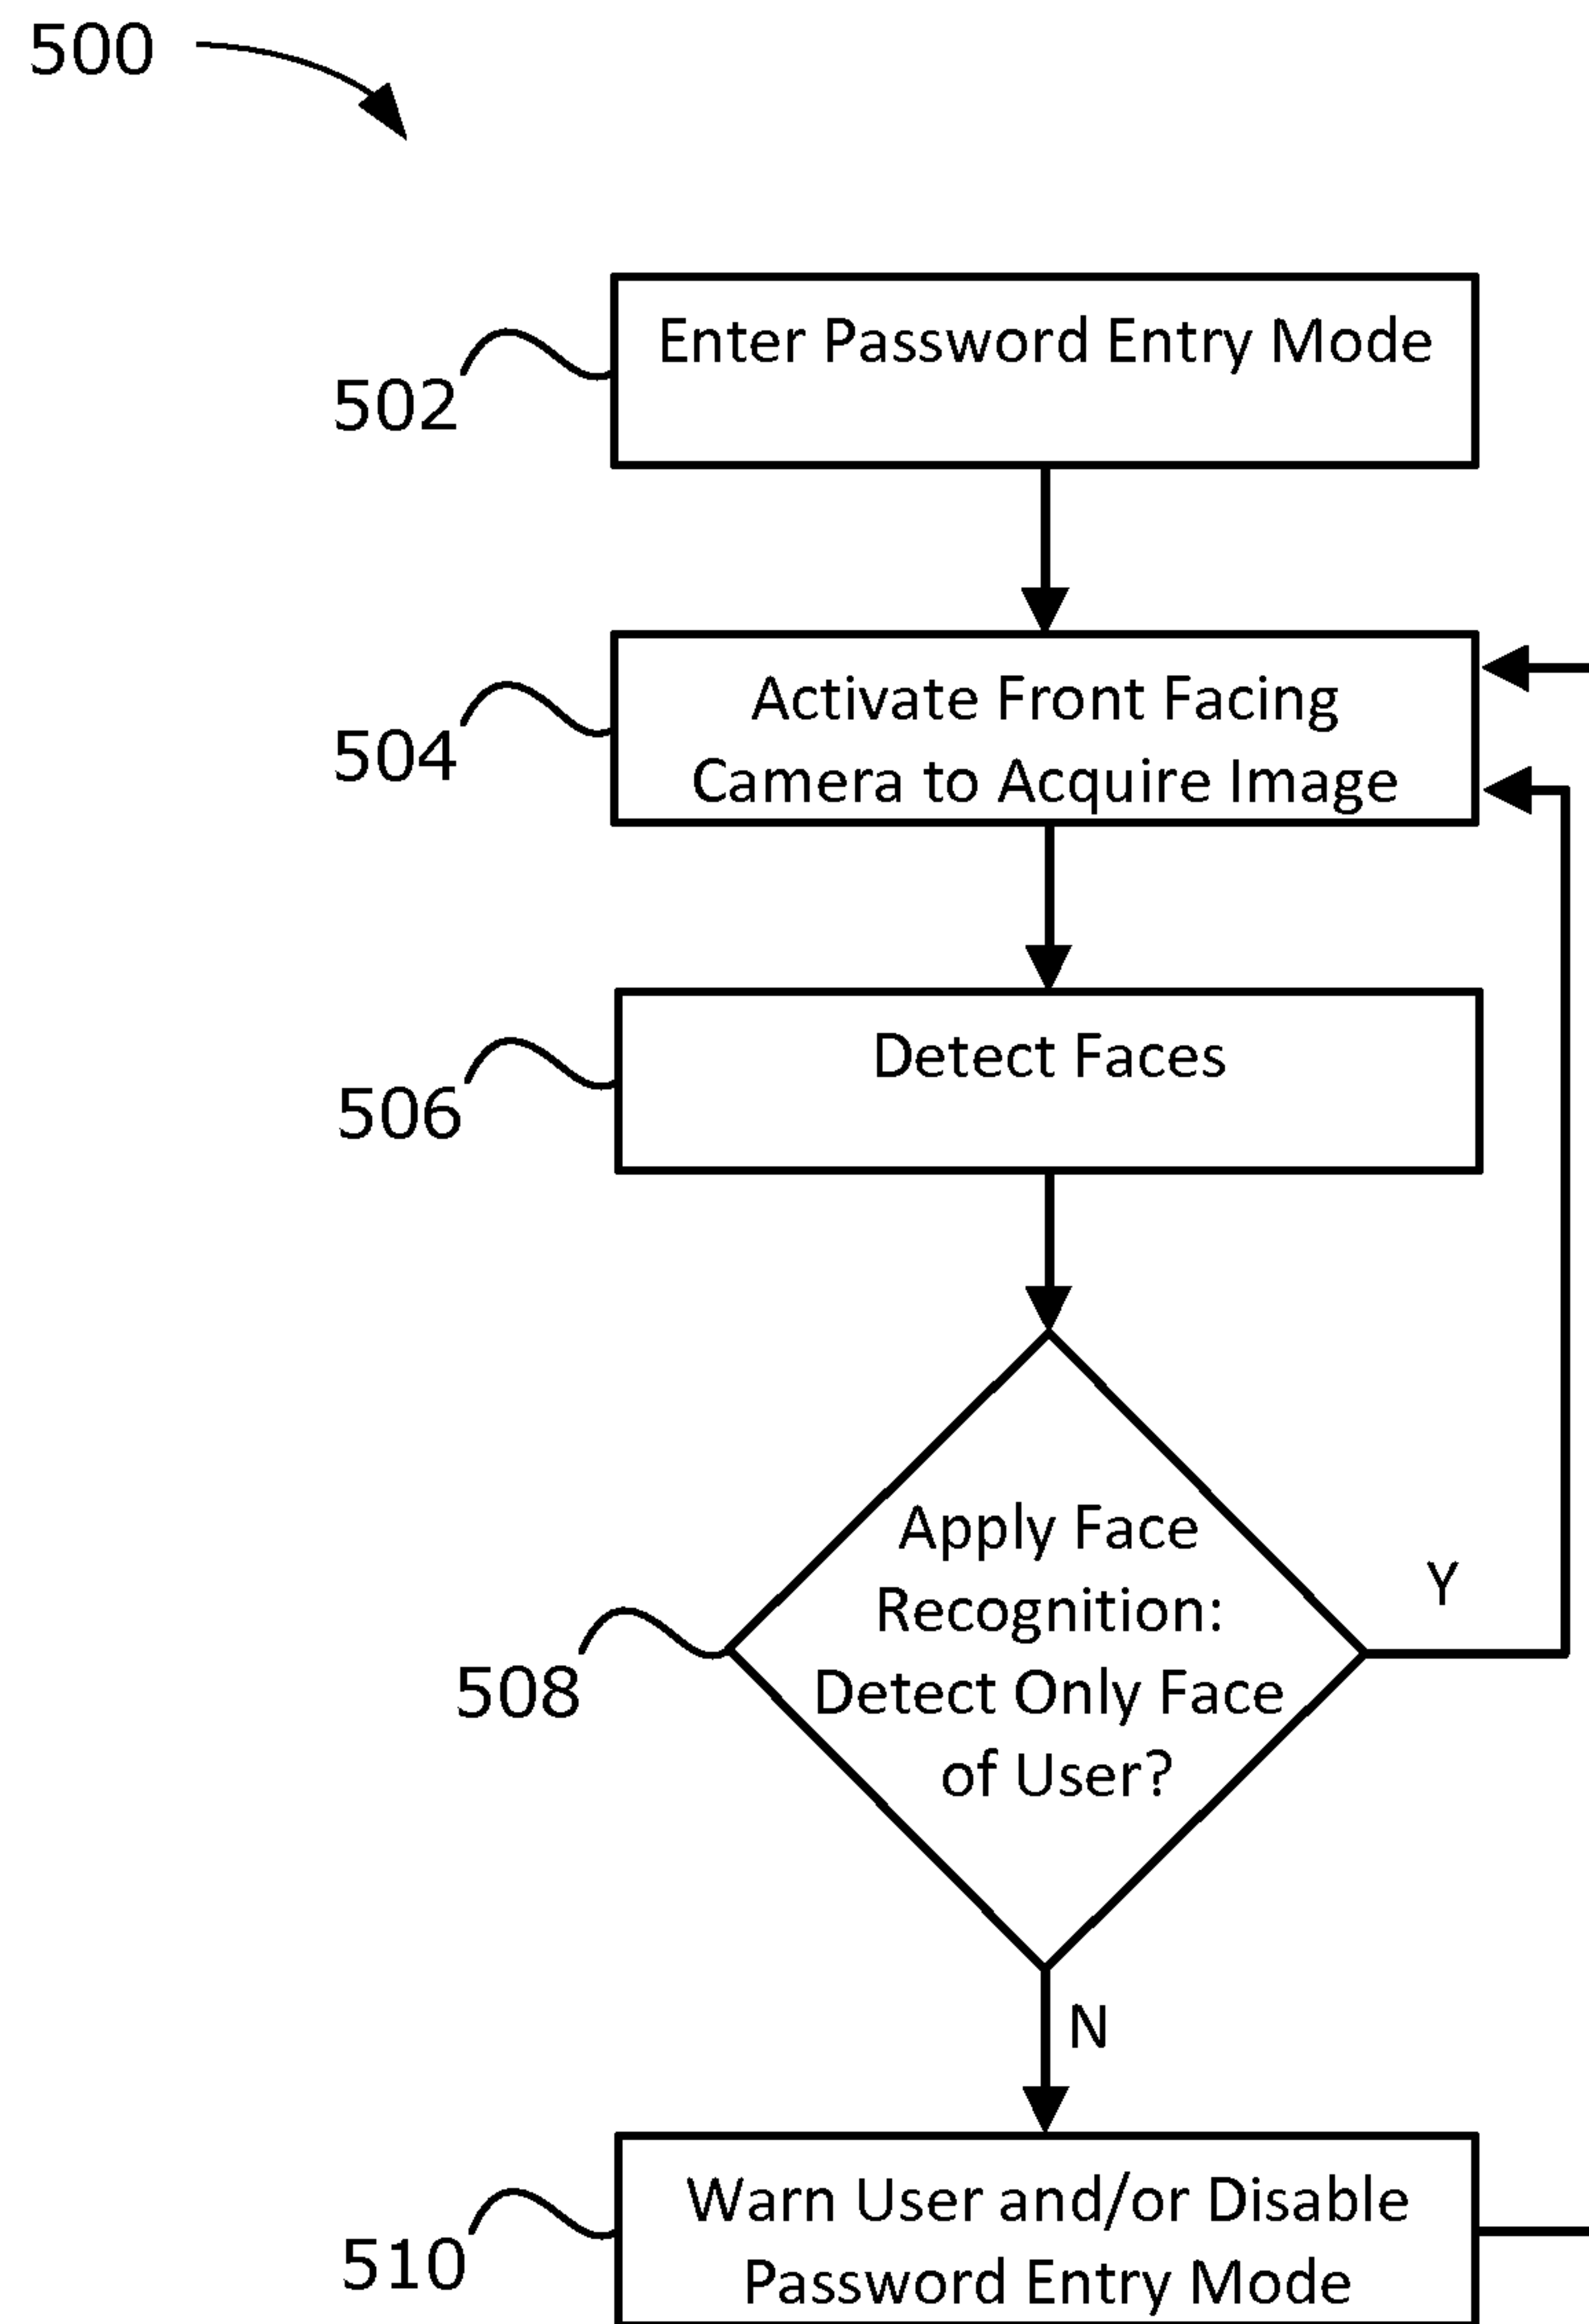 500
Enter Password Entry Mode
502
Activate Front Facing
Camera to Acquire Image
504
Detect Faces
506
Apply Face
Recognition:
Detect Only Face
of User?
Y
508
N
Warn User and/or Disable
Password Entry Mode
510